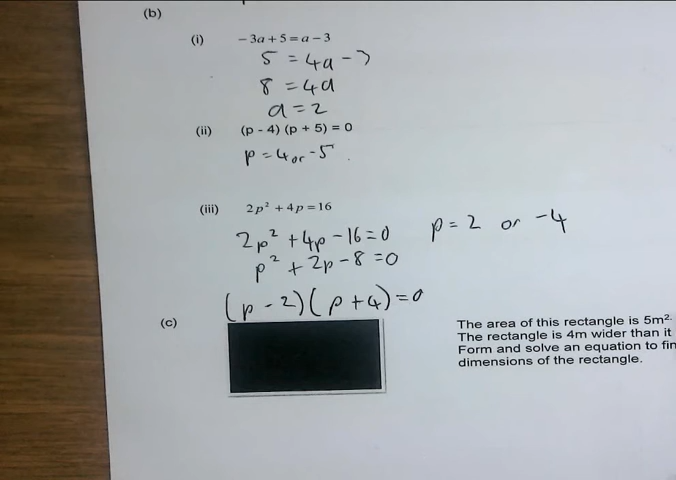 (b)
(i) - 3a + 5 = a - 3
5 = 4a - 3
8 = 4a
a = 2
(ii) (p - 4) (p + 5) = 0
p = 4 or -5
(iii) 2p² + 4p = 16
2p² + 4p - 16 = 0 p = 2 or -4
p² + 2p - 8 = 0
(p - 2)(p + 4) = 0
(c)
The area of this rectangle is 5m².
The rectangle is 4m wider than it
Form and solve an equation to
dimensions of the rectangle.